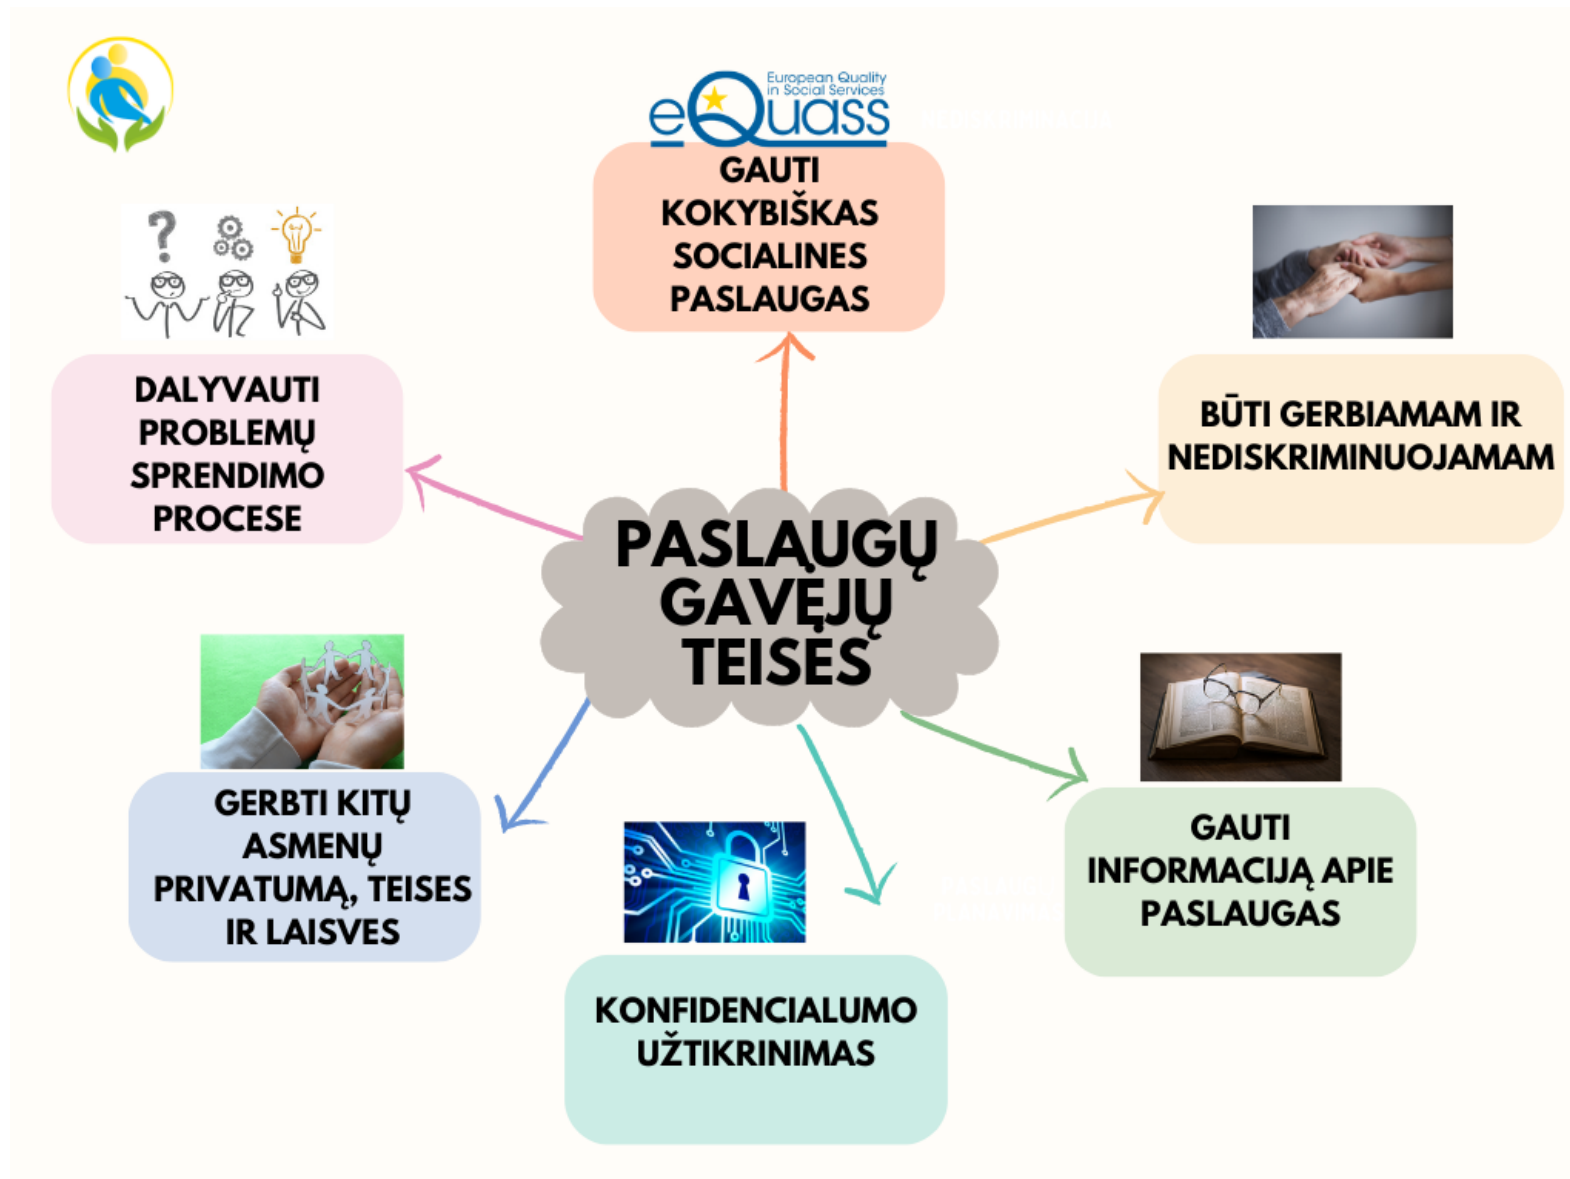 European Quality
in Social Services
eQuass
GAUTI
KOKYBIŠKAS
SOCIALINES
PASLAUGAS
DALYVAUTI
PROBLEMŲ
SPRENDIMO
PROCESE
BŪTI GERBIAMAM IR
NEDISKRIMINUOJAMAM
PASLAUGŲ
GAVĖJŲ
TEISĖS
GERBTI KITŲ
ASMENŲ
PRIVATUMĄ, TEISES
IR LAISVES
GAUTI
INFORMACIJĄ APIE
PASLAUGAS
KONFIDENCIALUMO
UŽTIKRINIMAS